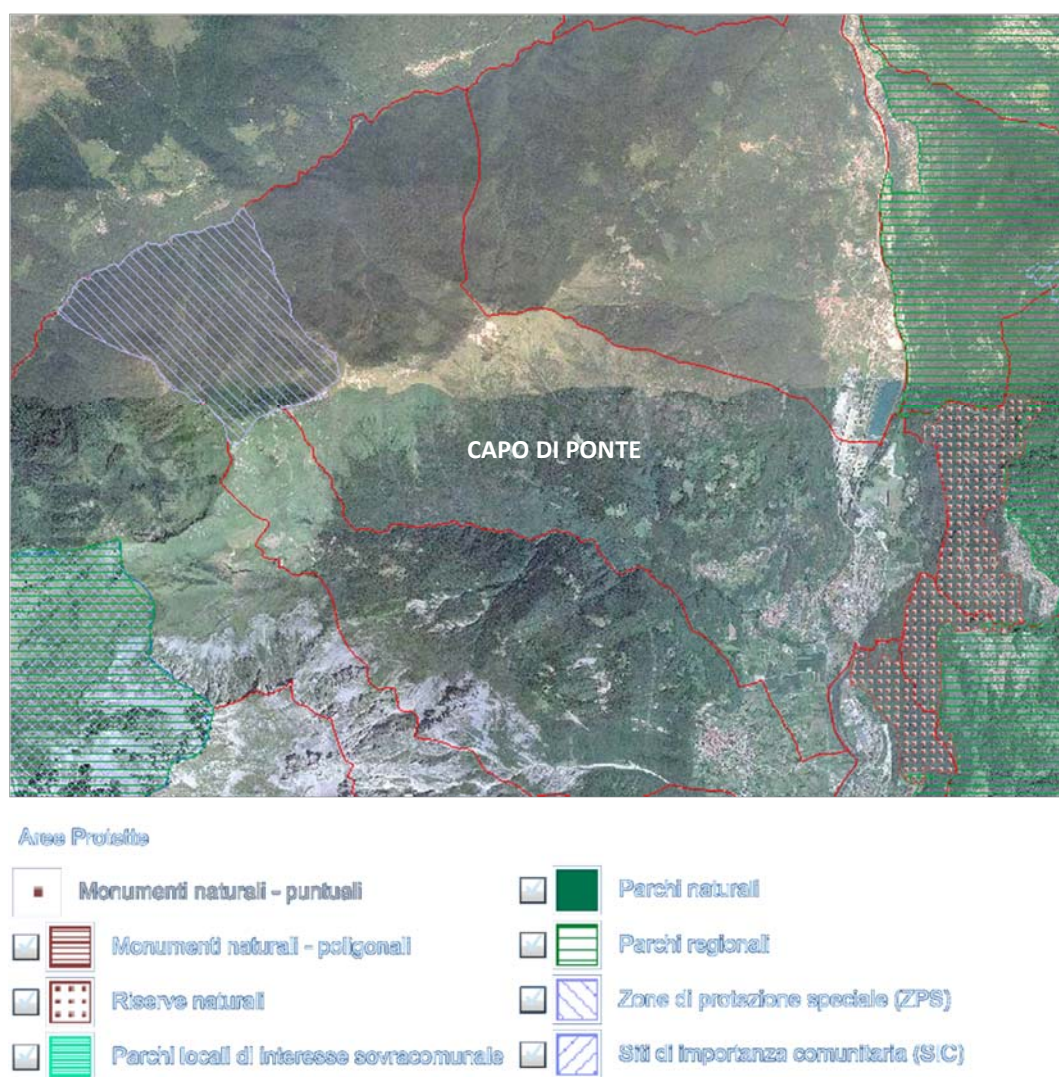 CAPO DI PONTE
Aree Protette
Monumenti naturali - puntuali
Monumenti naturali - poligonali
Riserve naturali
Parchi locali di interesse sovracomunale
Parchi naturali
Parchi regionali
Zone di protezione speciale (ZPS)
Siti di importanza comunitaria (SIC)